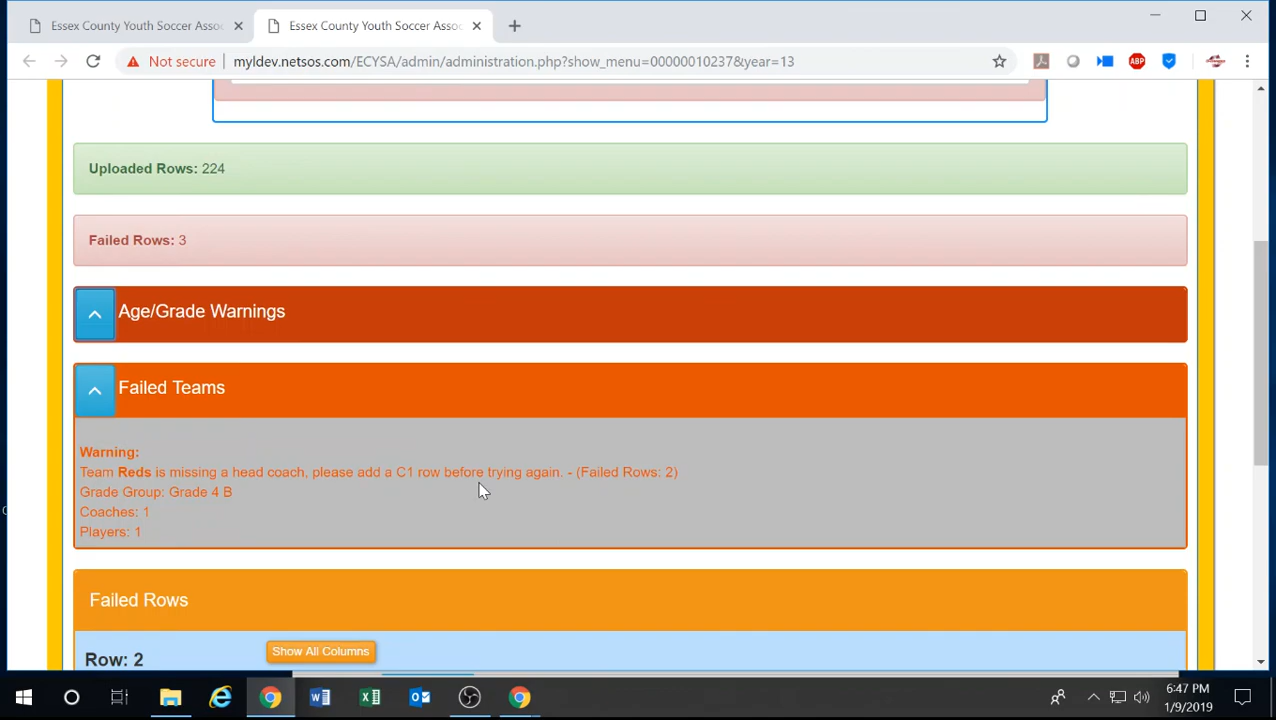 Essex County Youth Soccer Assoc
Essex County Youth Soccer Assoc
Not secure
myldev.netsos.com/ECYSA/admin/administration.php?show_menu=00000010237&year=13
ABP
Uploaded Rows: 224
Failed Rows: 3
Age/Grade Warnings
Failed Teams
Warning:
Team Reds is missing a head coach, please add a C1 row before trying again. - (Failed Rows: 2)
Grade Group: Grade 4 B
Coaches: 1
Players: 1
Failed Rows
Row: 2
Show All Columns
6:47 PM
1/9/2019